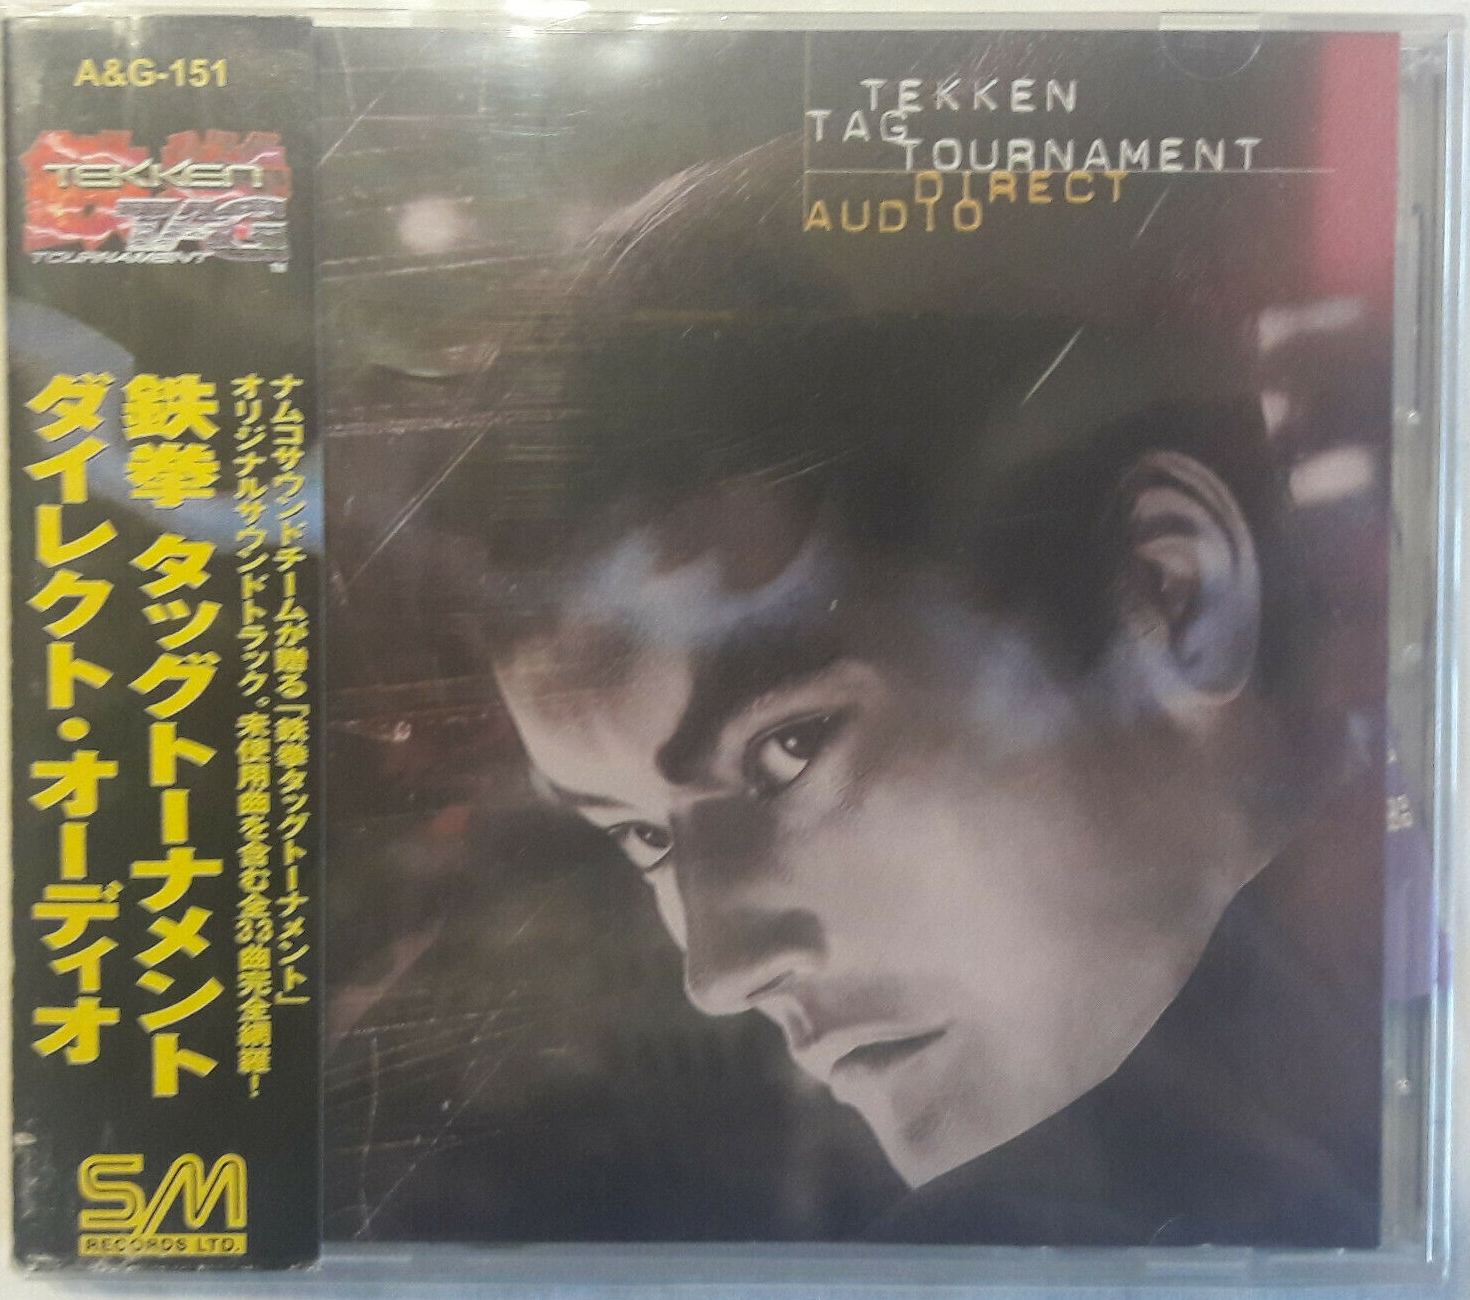 A&G-151
TEKKEN
TAG
TOURNAMENT
TM
ナムコサウンドチームが贈る「鉄拳タッグトーナメント」
オリジナルサウンドトラック。未使用曲を含む全33曲完全網羅!
鉄拳 タッグトーナメント
ダイレクト・オーディオ
SM
RECORDS LTD.
TEKKEN
TAG
TOURNAMENT
DIRECT
AUDIO